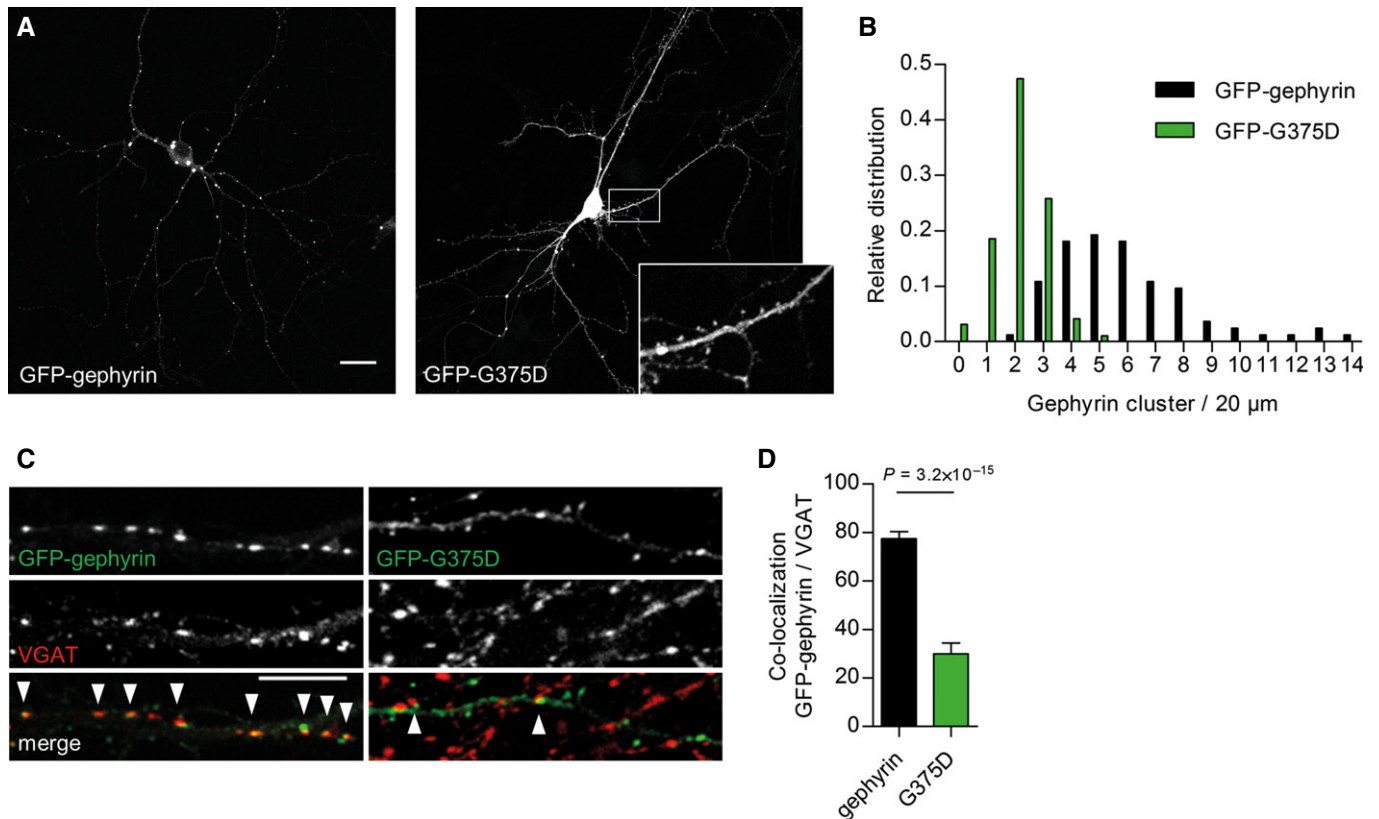 A
GFP-gephyrin
GFP-G375D
B
0.5
0.4
0.3
0.2
0.1
0.0
Relative distribution
GFP-gephyrin
GFP-G375D
0 1 2 3 4 5 6 7 8 9 10 11 12 13 14
Gephyrin cluster / 20 µm
C
GFP-gephyrin
GFP-G375D
VGAT
merge
D
P = 3.2×10⁻¹⁵
100
80
60
40
20
0
Co-localization
GFP-gephyrin / VGAT
gephyrin
G375D